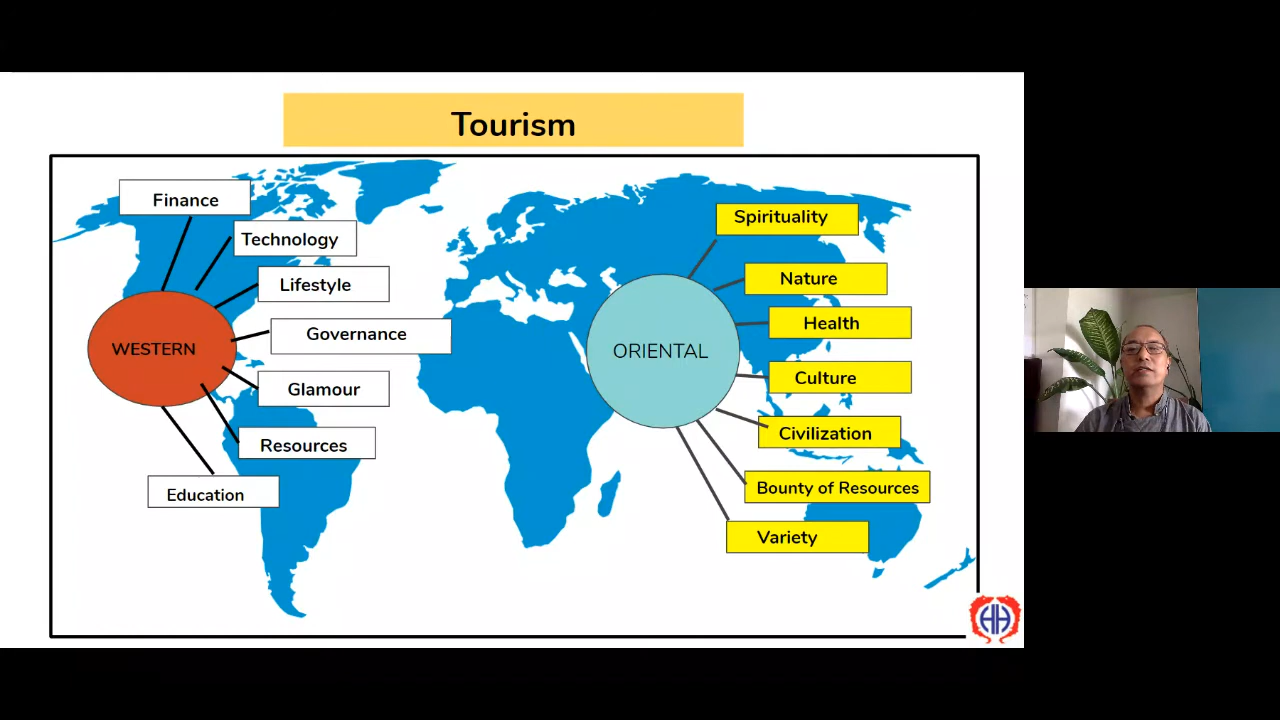 Tourism
Finance
Technology
Lifestyle
WESTERN
Governance
Glamour
Resources
Education
ORIENTAL
Spirituality
Nature
Health
Culture
Civilization
Bounty of Resources
Variety
HH